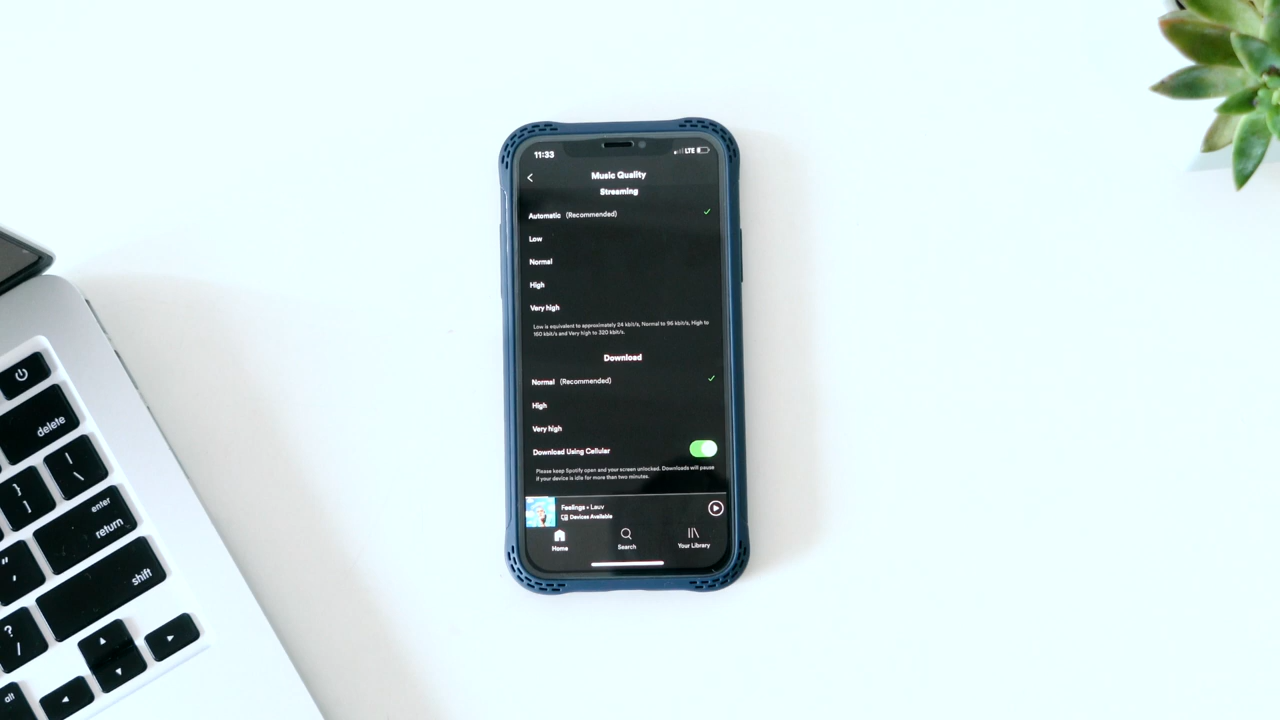 11:33
LTE
Music Quality
Streaming
Automatic (Recommended)
Low
Normal
High
Very high
Low is equivalent to approximately 24 kbit/s, Normal to 96 kbit/s, High to
160 kbit/s and Very high to 320 kbit/s.
Download
Normal (Recommended)
High
Very high
Download Using Cellular
Please keep Spotify open and your screen unlocked. Downloads will pause
if your device is idle for more than two minutes.
Feelings • Lauv
Devices Available
Home
Search
Your Library
delete
| \
} ]
enter
return
" '
shift
? /
alt